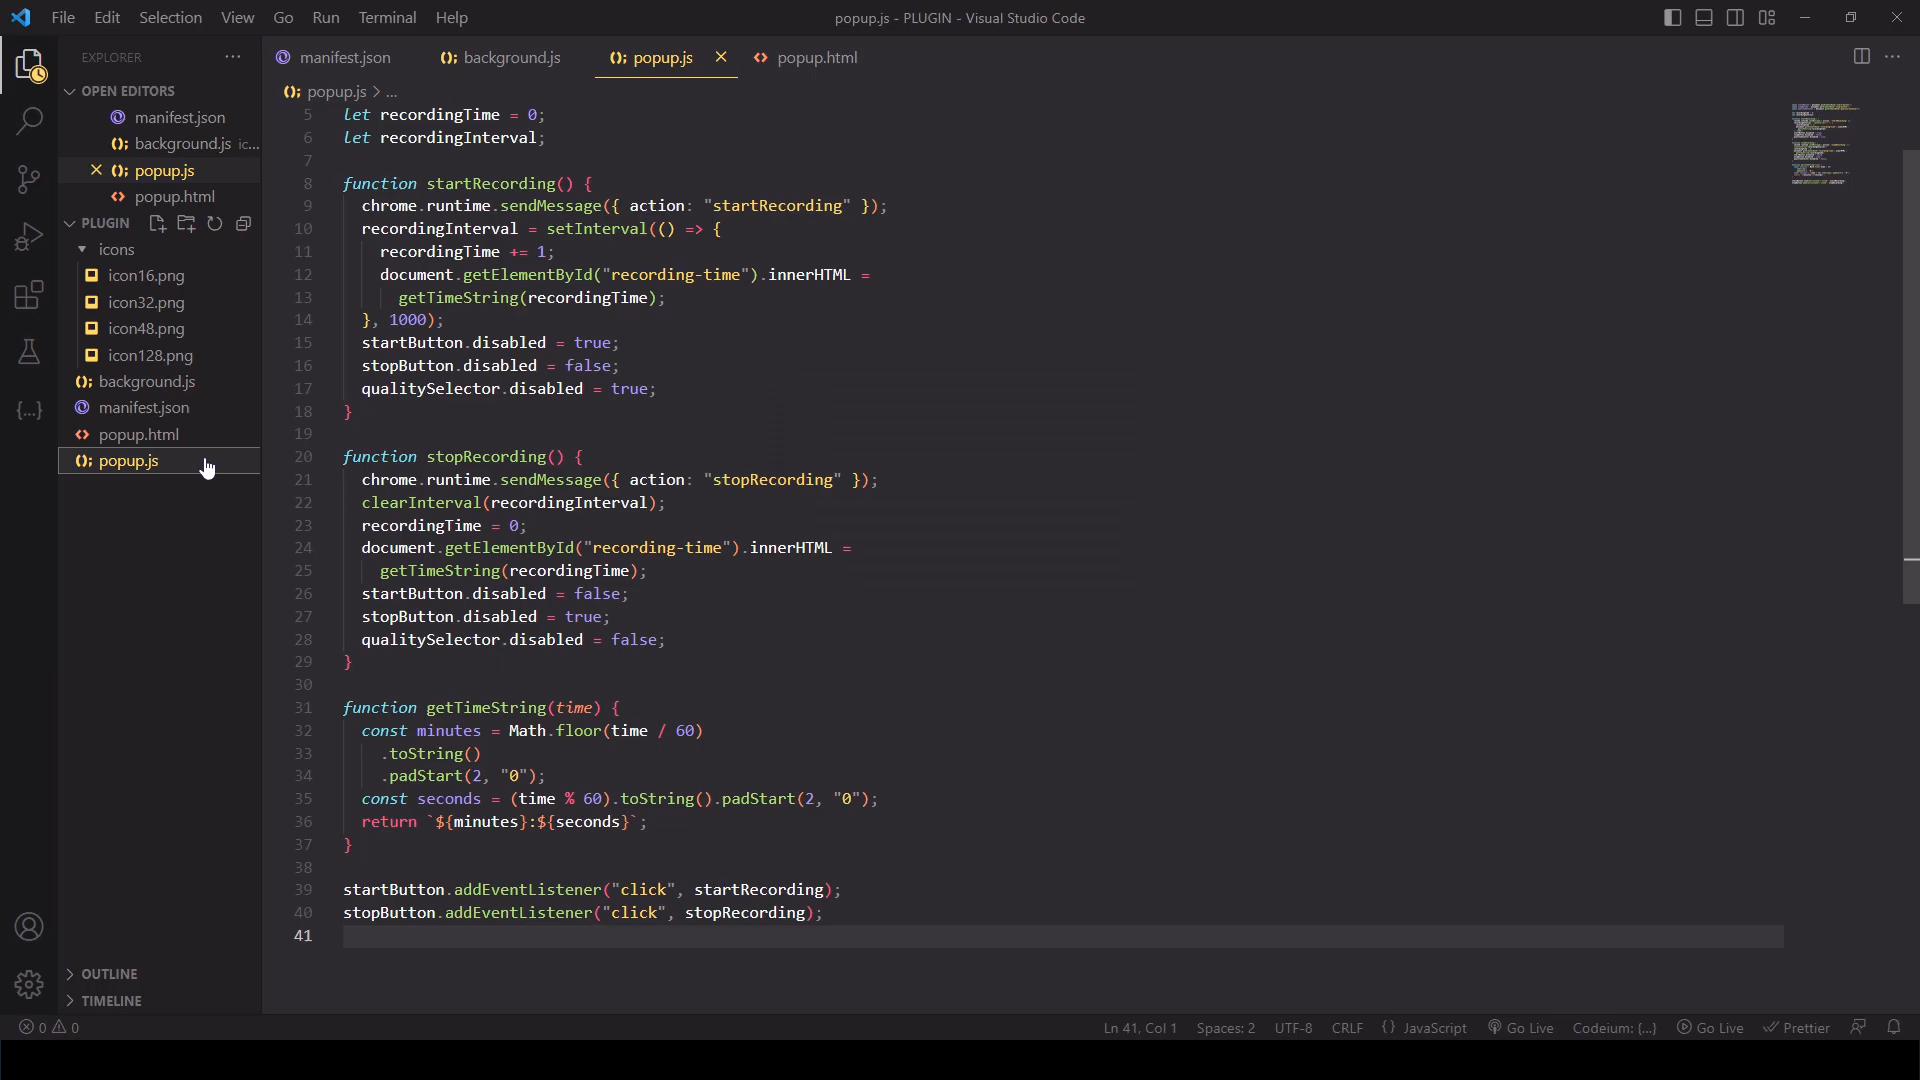 File Edit Selection View Go Run Terminal Help
popup.js - PLUGIN - Visual Studio Code
EXPLORER
OPEN EDITORS
manifest.json
background.js ic...
popup.js
popup.html
PLUGIN
icons
icon16.png
icon32.png
icon48.png
icon128.png
background.js
manifest.json
popup.html
popup.js
OUTLINE
TIMELINE
manifest.json background.js popup.js popup.html
popup.js > ...
5 let recordingTime = 0;
6 let recordingInterval;
7
8 function startRecording() {
9 chrome.runtime.sendMessage({ action: "startRecording" });
10 recordingInterval = setInterval(() => {
11 recordingTime += 1;
12 document.getElementById("recording-time").innerHTML =
13 getTimeString(recordingTime);
14 }, 1000);
15 startButton.disabled = true;
16 stopButton.disabled = false;
17 qualitySelector.disabled = true;
18 }
19
20 function stopRecording() {
21 chrome.runtime.sendMessage({ action: "stopRecording" });
22 clearInterval(recordingInterval);
23 recordingTime = 0;
24 document.getElementById("recording-time").innerHTML =
25 getTimeString(recordingTime);
26 startButton.disabled = false;
27 stopButton.disabled = true;
28 qualitySelector.disabled = false;
29 }
30
31 function getTimeString(time) {
32 const minutes = Math.floor(time / 60)
33 .toString()
34 .padStart(2, "0");
35 const seconds = (time % 60).toString().padStart(2, "0");
36 return `${minutes}:${seconds}`;
37 }
38
39 startButton.addEventListener("click", startRecording);
40 stopButton.addEventListener("click", stopRecording);
41
0 0 Ln 41, Col 1 Spaces: 2 UTF-8 CRLF {} JavaScript Go Live Codeium: {...} Go Live Prettier